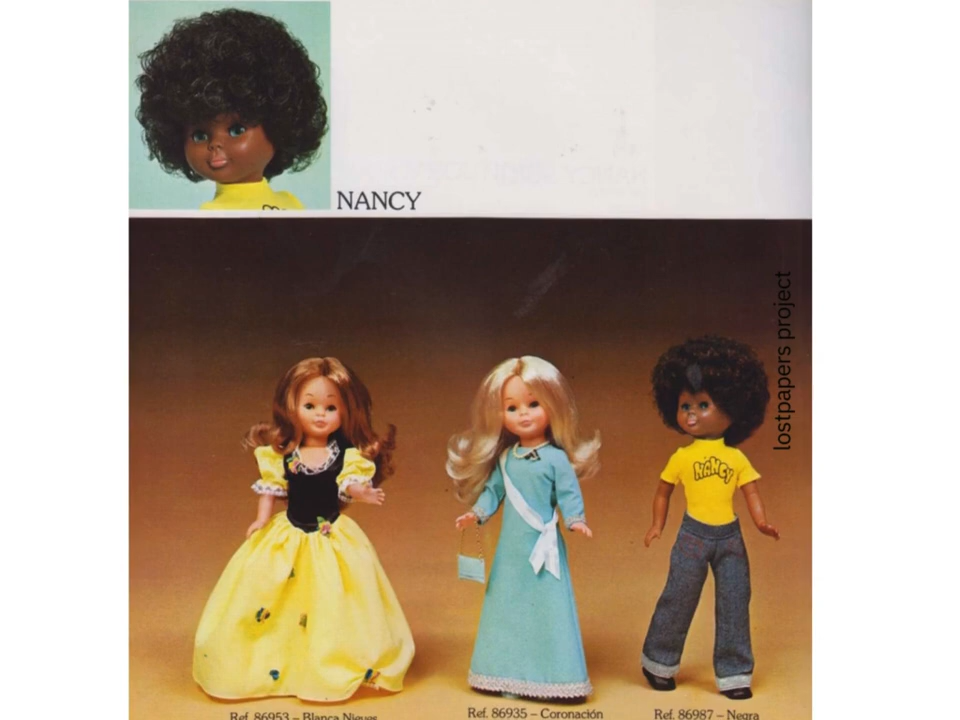 NANCY
lostpapers project
NANCY
Ref. 86953 – Blanca Nieves
Ref. 86935 – Coronación
Ref. 86987 – Negra